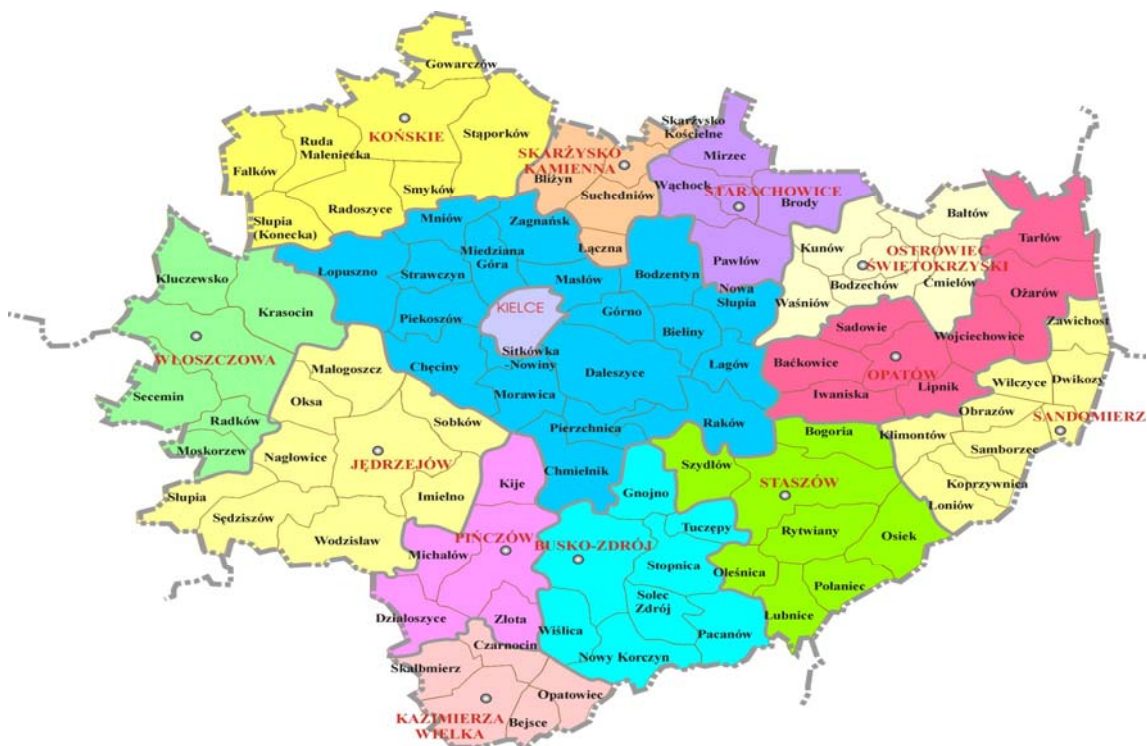 Gowarczów
KOŃSKIE
Stąporków
Ruda
Maleniecka
Fałków
Smyków
Radoszyce
Słupia
(Konecka)
Skarżysko
Kościelne
SKARŻYSKO
KAMIENNA
Bliżyn
Suchedniów
Łączna
Mirzec
Wąchock
STARACHOWICE
Brody
Pawłów
Bałtów
Kunów
OSTROWIEC
ŚWIĘTOKRZYSKI
Bodzechów
Ćmielów
Waśniów
Tarłów
Ożarów
Sadowie
Wojciechowice
Baćkowice
OPATÓW
Iwaniska
Lipnik
Zawichost
Wilczyce
Dwikozy
Obrazów
SANDOMIERZ
Klimontów
Samborzec
Koprzywnica
Łoniów
Mniów
Zagnańsk
Miedziana
Góra
Łopuszno
Strawczyn
Masłów
Bodzentyn
Nowa
Słupia
KIELCE
Piekoszów
Górno
Bieliny
Sitkówka
-Nowiny
Chęciny
Daleszyce
Łagów
Morawica
Pierzchnica
Raków
Chmielnik
Kluczewsko
Krasocin
WŁOSZCZOWA
Secemin
Radków
Moskorzew
Małogoszcz
Oksa
Sobków
Nagłowice
JĘDRZEJÓW
Imielno
Słupia
Sędziszów
Wodzisław
Kije
PIŃCZÓW
Michałów
Działoszyce
Złota
Gnojno
Tuczępy
BUSKO-ZDRÓJ
Stopnica
Solec
Zdrój
Wiślica
Pacanów
Nowy Korczyn
Bogoria
Szydłów
STASZÓW
Rytwiany
Osiek
Oleśnica
Połaniec
Łubnice
Czarnocin
Skalbmierz
Opatowiec
KAZIMIERZA
WIELKA
Bejsce